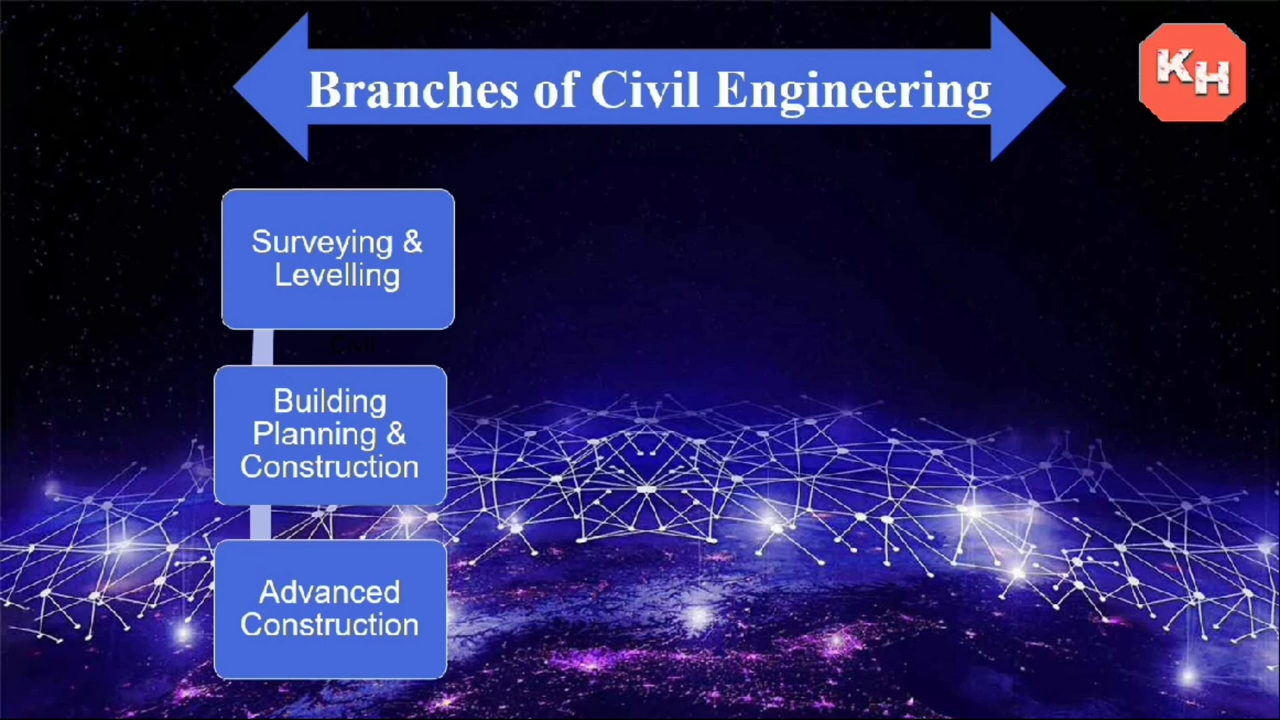 Branches of Civil Engineering
KH
Surveying &
Levelling
Building
Planning &
Construction
Advanced
Construction